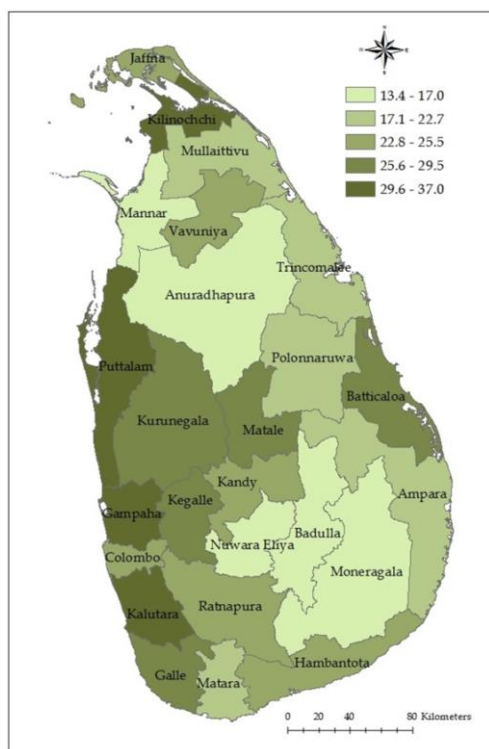 Jaffna
Kilinochchi
Mullaittivu
Mannar
Vavuniya
Trincomalee
Anuradhapura
Polonnaruwa
Puttalam
Batticaloa
Kurunegala
Matale
Kandy
Ampara
Kegalle
Gampaha
Badulla
Nuwara Eliya
Colombo
Moneragala
Ratnapura
Kalutara
Hambantota
Galle
Matara
13.4 - 17.0
17.1 - 22.7
22.8 - 25.5
25.6 - 29.5
29.6 - 37.0
0 20 40 80 Kilometers